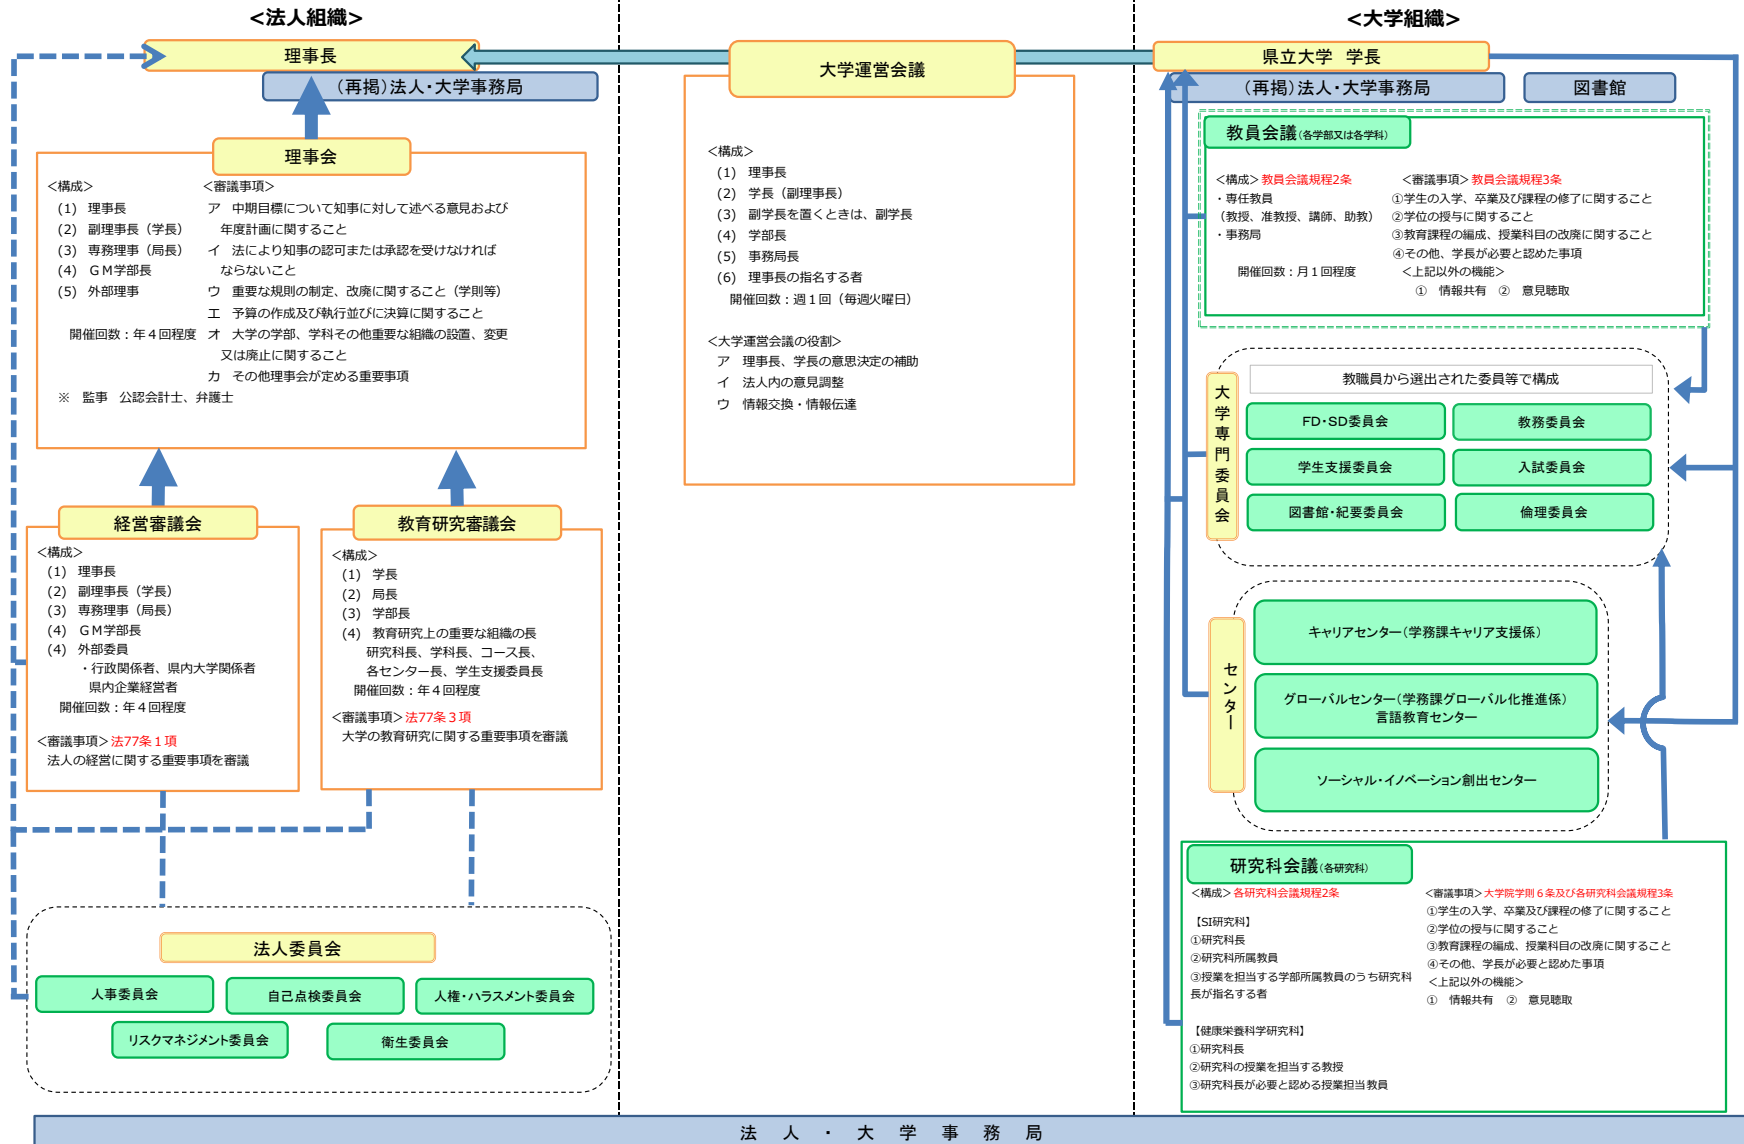 <法人組織>
理事長
(再掲)法人・大学事務局
理事会
＜構成＞
(1) 理事長
(2) 副理事長（学長）
(3) 専務理事（局長）
(4) ＧＭ学部長
(5) 外部理事
開催回数：年４回程度
※ 監事 公認会計士、弁護士
＜審議事項＞
ア 中期目標について知事に対して述べる意見および
年度計画に関すること
イ 法により知事の認可または承認を受けなければ
ならないこと
ウ 重要な規則の制定、改廃に関すること（学則等）
エ 予算の作成及び執行並びに決算に関すること
オ 大学の学部、学科その他重要な組織の設置、変更
又は廃止に関すること
カ その他理事会が定める重要事項
経営審議会
＜構成＞
(1) 理事長
(2) 副理事長（学長）
(3) 専務理事（局長）
(4) ＧＭ学部長
(4) 外部委員
・行政関係者、県内大学関係者
県内企業経営者
開催回数：年４回程度
＜審議事項＞法77条１項
法人の経営に関する重要事項を審議
教育研究審議会
＜構成＞
(1) 学長
(2) 局長
(3) 学部長
(4) 教育研究上の重要な組織の長
研究科長、学科長、コース長、
各センター長、学生支援委員長
開催回数：年４回程度
＜審議事項＞法77条３項
大学の教育研究に関する重要事項を審議
法人委員会
人事委員会
自己点検委員会
人権・ハラスメント委員会
リスクマネジメント委員会
衛生委員会
大学運営会議
＜構成＞
(1) 理事長
(2) 学長（副理事長）
(3) 副学長を置くときは、副学長
(4) 学部長
(5) 事務局長
(6) 理事長の指名する者
開催回数：週１回（毎週火曜日）
＜大学運営会議の役割＞
ア 理事長、学長の意思決定の補助
イ 法人内の意見調整
ウ 情報交換・情報伝達
<大学組織>
県立大学 学長
(再掲)法人・大学事務局
図書館
教員会議(各学部又は各学科)
＜構成＞教員会議規程2条
・専任教員
（教授、准教授、講師、助教）
・事務局
開催回数：月１回程度
＜審議事項＞教員会議規程3条
①学生の入学、卒業及び課程の修了に関すること
②学位の授与に関すること
③教育課程の編成、授業科目の改廃に関すること
④その他、学長が必要と認めた事項
＜上記以外の機能＞
① 情報共有 ② 意見聴取
大学専門委員会
教職員から選出された委員等で構成
FD・SD委員会
教務委員会
学生支援委員会
入試委員会
図書館・紀要委員会
倫理委員会
センター
キャリアセンター(学務課キャリア支援係)
グローバルセンター(学務課グローバル化推進係)
言語教育センター
ソーシャル・イノベーション創出センター
研究科会議(各研究科)
＜構成＞各研究科会議規程2条
【SI研究科】
①研究科長
②研究科所属教員
③授業を担当する学部所属教員のうち研究科
長が指名する者
【健康栄養科学研究科】
①研究科長
②研究科の授業を担当する教授
③研究科長が必要と認める授業担当教員
＜審議事項＞大学院学則６条及び各研究科会議規程3条
①学生の入学、卒業及び課程の修了に関すること
②学位の授与に関すること
③教育課程の編成、授業科目の改廃に関すること
④その他、学長が必要と認めた事項
＜上記以外の機能＞
① 情報共有 ② 意見聴取
法 人 ・ 大 学 事 務 局